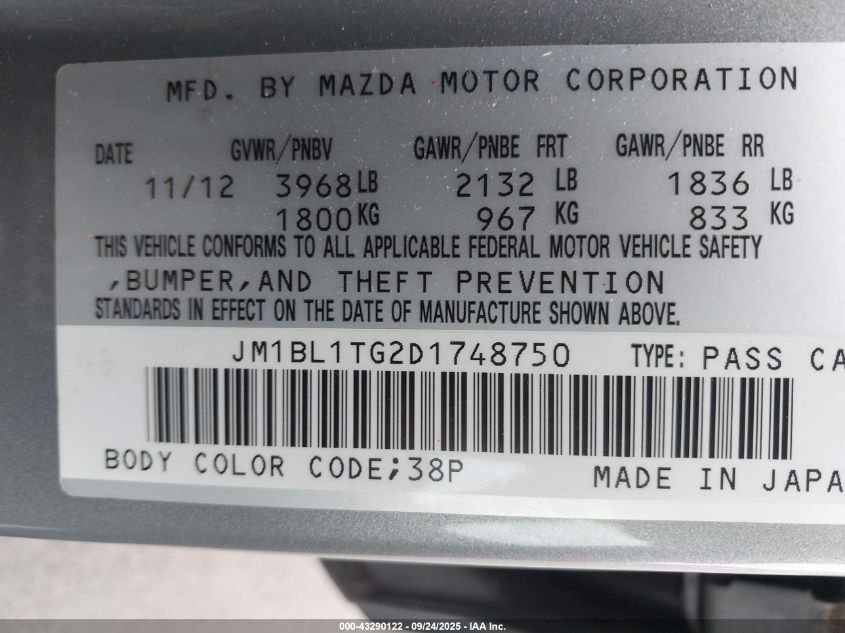 MFD. BY MAZDA MOTOR CORPORATION
DATE GVWR/PNBV GAWR/PNBE FRT GAWR/PNBE RR
11/12 3968 LB 2132 LB 1836 LB
1800 KG 967 KG 833 KG
THIS VEHICLE CONFORMS TO ALL APPLICABLE FEDERAL MOTOR VEHICLE SAFETY
,BUMPER,AND THEFT PREVENTION
STANDARDS IN EFFECT ON THE DATE OF MANUFACTURE SHOWN ABOVE.
JM1BL1TG2D1748750 TYPE: PASS CA
BODY COLOR CODE;38P MADE IN JAPA
000-43290122 - 09/24/2025 - IAA Inc.